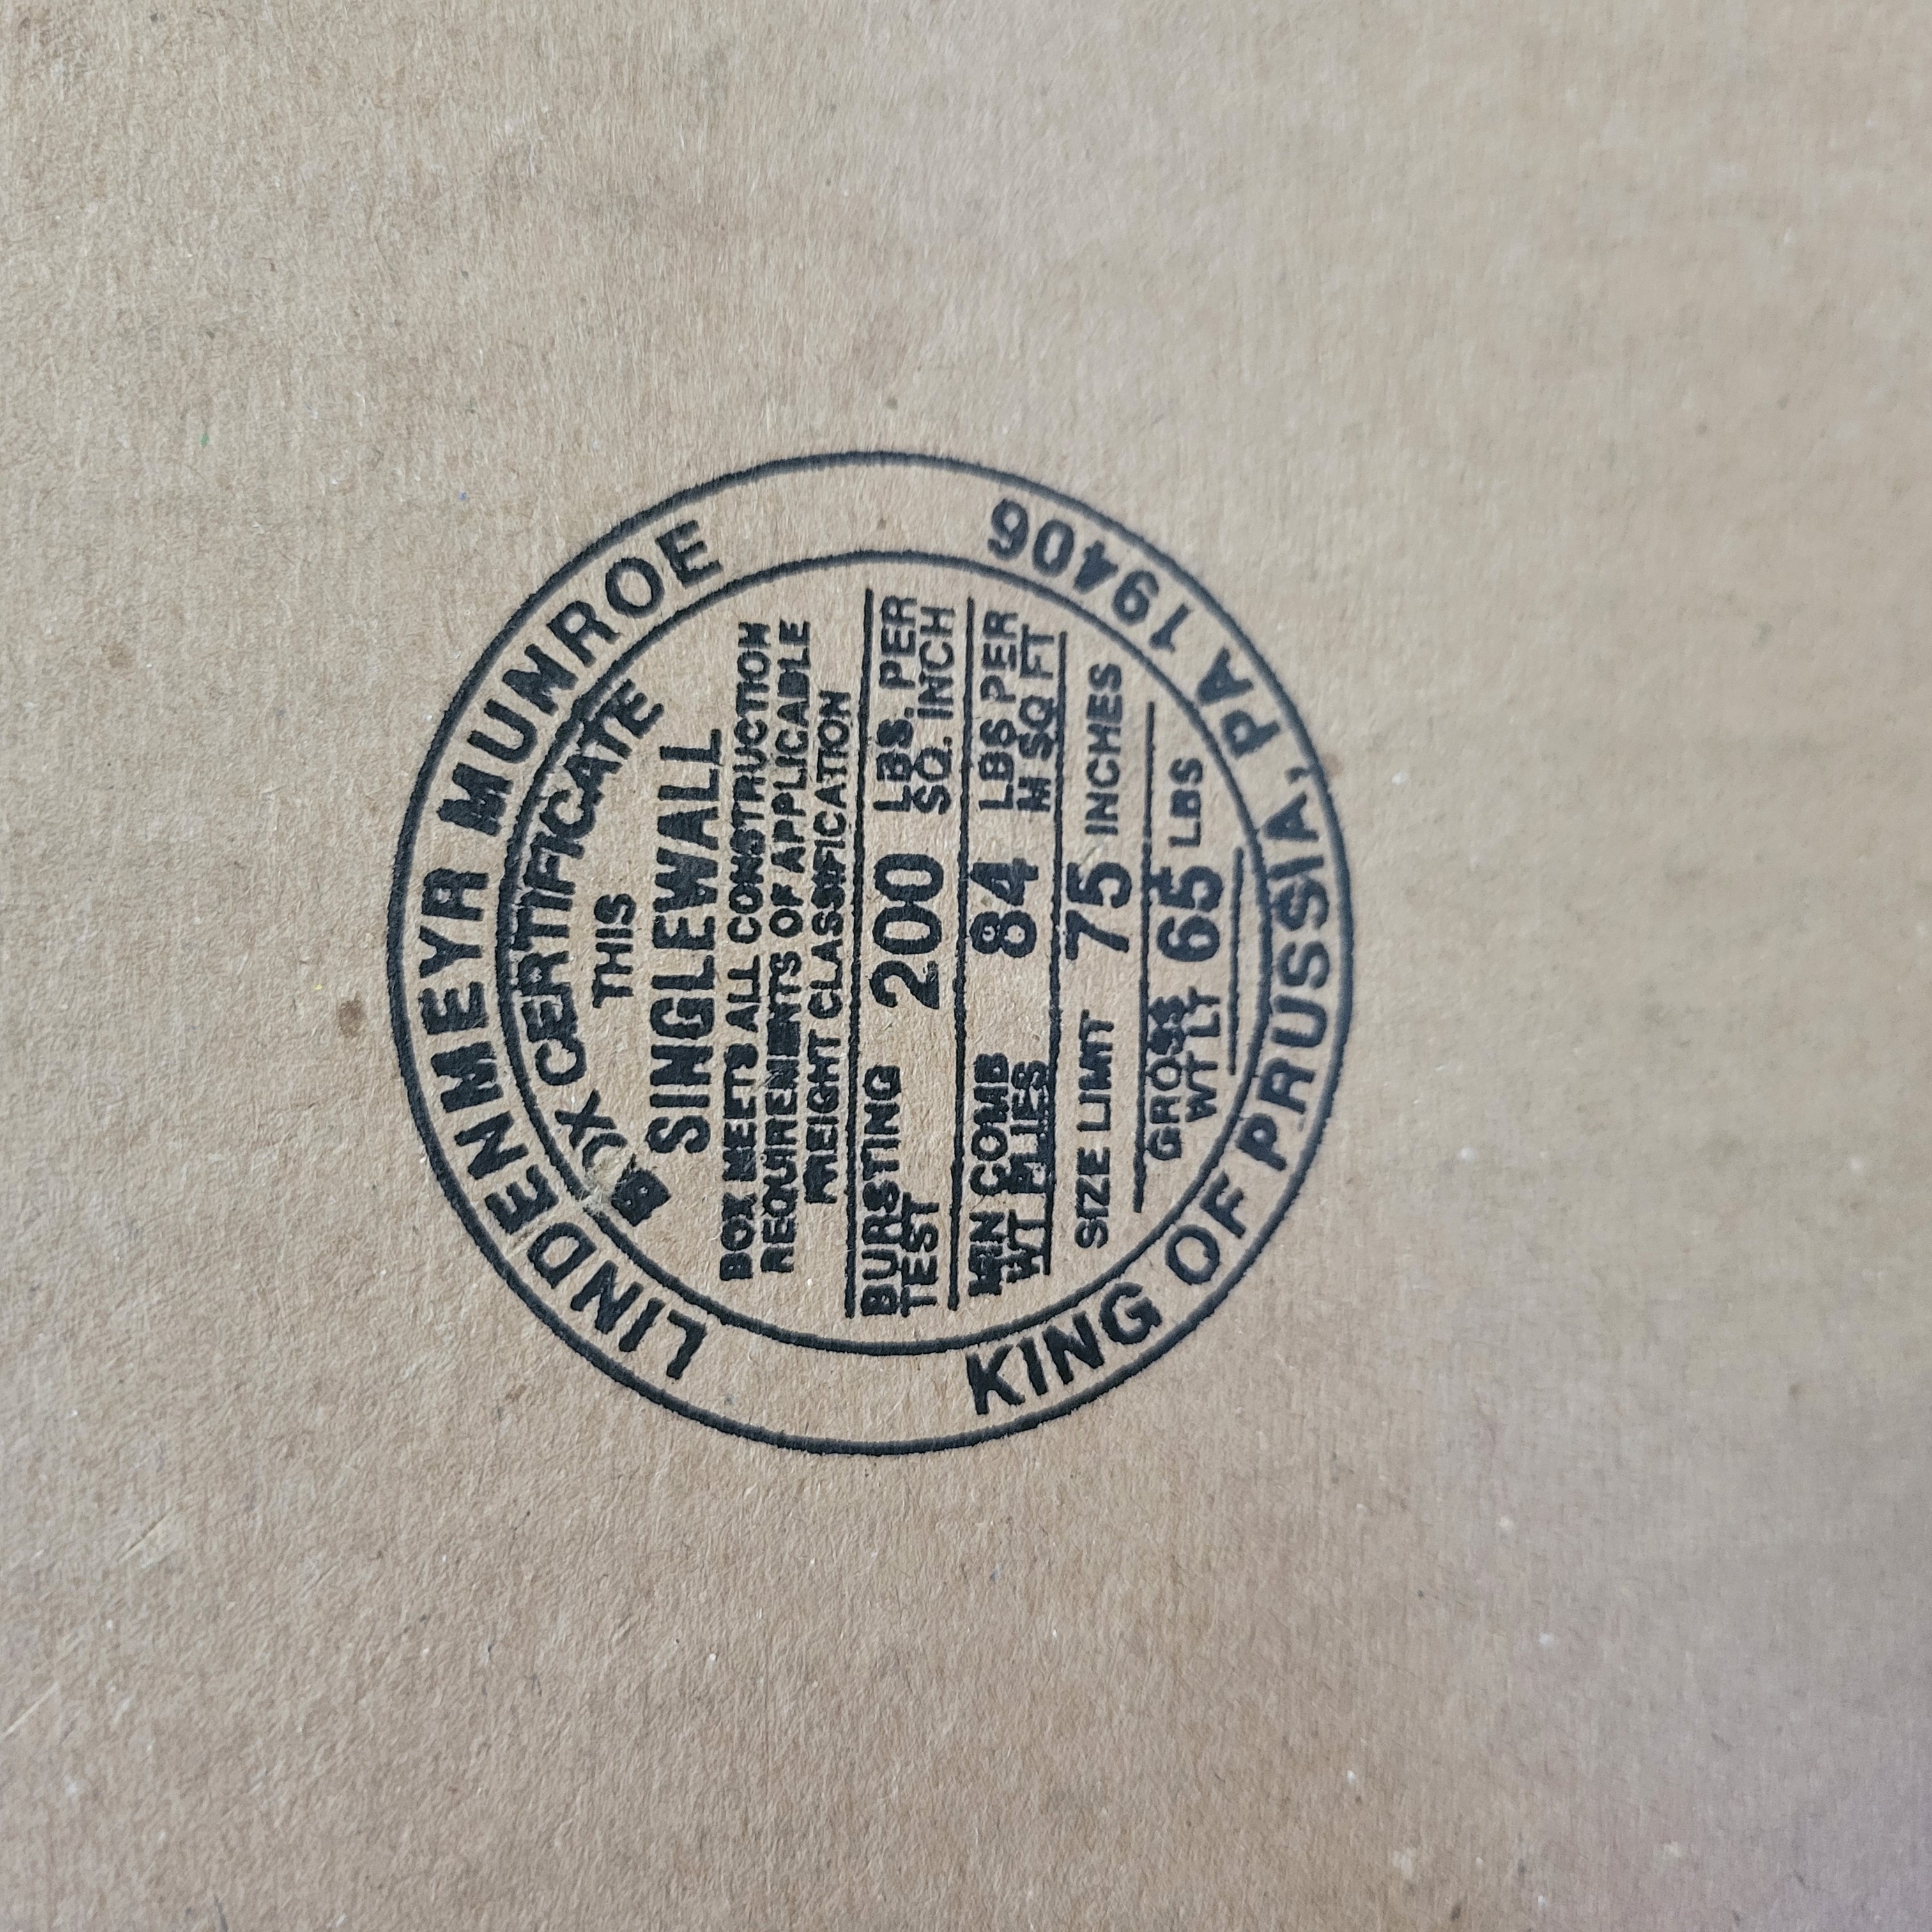 LINDENMEYR MUNROE
BOX CERTIFICATE
THIS
SINGLEWALL
BOX MEETS ALL CONSTRUCTION
REQUIREMENTS OF APPLICABLE
FREIGHT CLASSIFICATION
BURSTING TEST 200 LBS. PER SQ. INCH
MIN COMB WT PLIES 84 LBS PER M SQ FT
SIZE LIMIT 75 INCHES
GROSS WT LT 65 LBS
KING OF PRUSSIA, PA 19406